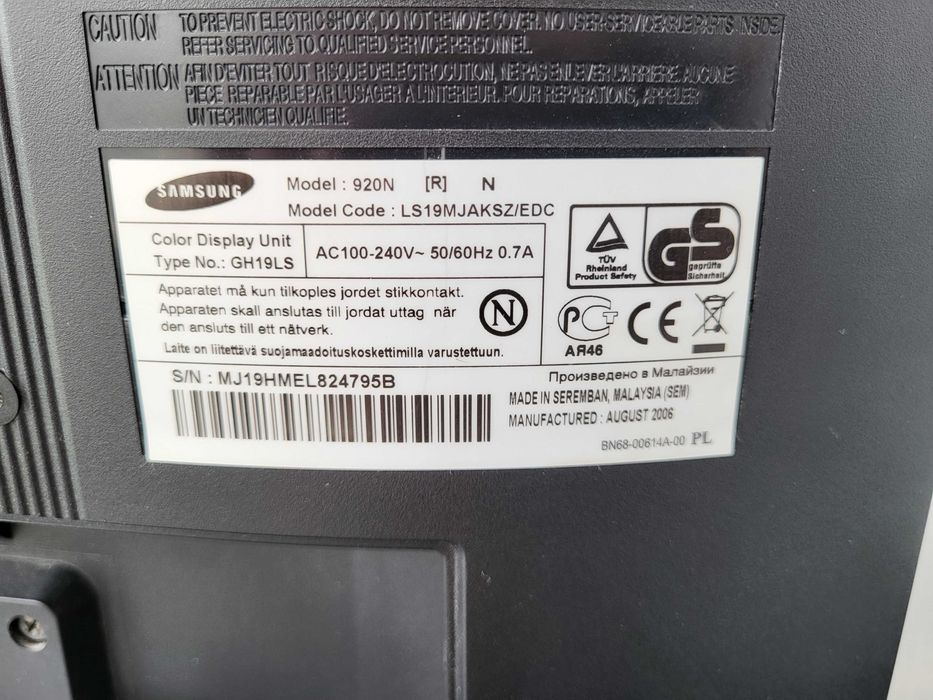 CAUTION TO PREVENT ELECTRIC SHOCK, DO NOT REMOVE COVER. NO USER-SERVICEABLE PARTS INSIDE.
REFER SERVICING TO QUALIFIED SERVICE PERSONNEL.
ATTENTION AFIN D'EVITER TOUT RISQUE D'ELECTROCUTION, NE PAS ENLEVER L'ARRIERE. AUCUNE
PIECE REPARABLE PAR L'USAGER A L'INTERIEUR. POUR REPARATIONS, APPELER
UN TECHNICIEN QUALIFIE.
SAMSUNG
Model : 920N [R] N
Model Code : LS19MJAKSZ/EDC
Color Display Unit
Type No.: GH19LS
AC100-240V~ 50/60Hz 0.7A
TÜV
Rheinland
Product Safety
GS
geprüfte
Sicherheit
Apparatet må kun tilkoples jordet stikkontakt.
Apparaten skall anslutas till jordat uttag när
den ansluts till ett nätverk.
Laite on liitettävä suojamaadoituskoskettimilla varustettuun.
N
PCT
АЯ46
CE
S/N : MJ19HMEL824795B
Произведено в Малайзии
MADE IN SEREMBAN, MALAYSIA (SEM)
MANUFACTURED : AUGUST 2006
BN68-00614A-00 PL